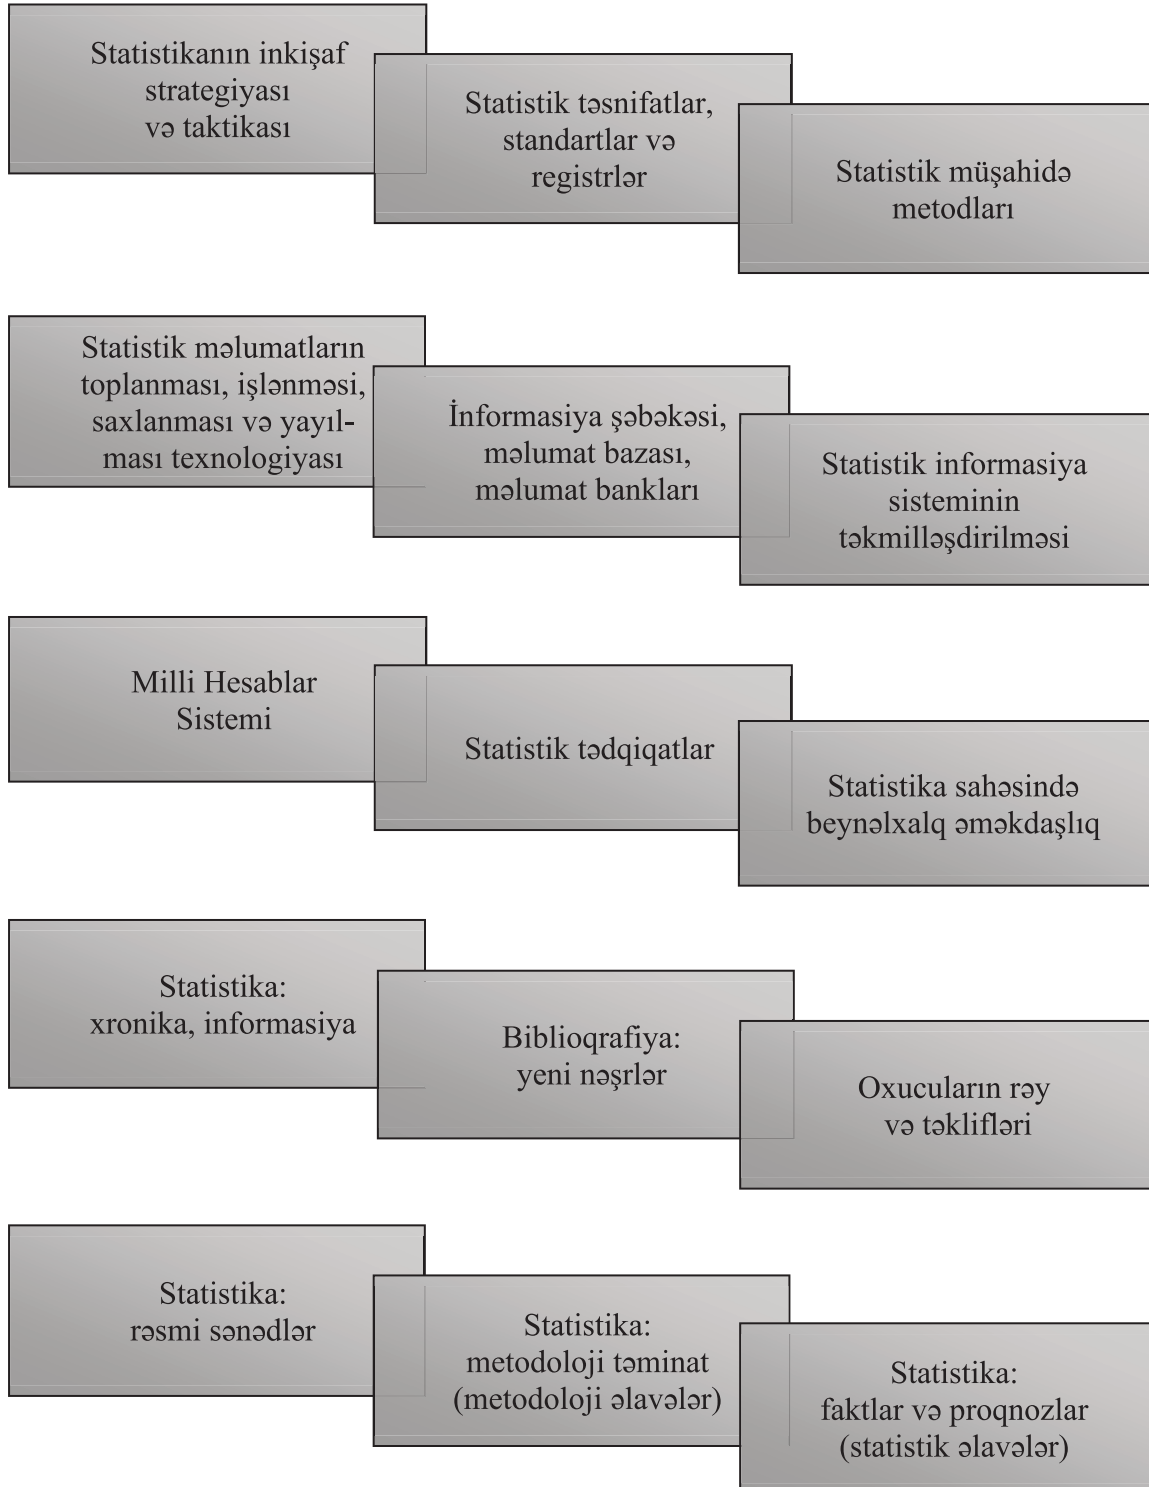 Statistikanın inkişaf
strategiyası
və taktikası
Statistik təsnifatlar,
standartlar və
registrlər
Statistik müşahidə
metodları
Statistik məlumatların
toplanması, işlənməsi,
saxlanması və yayıl-
ması texnologiyası
İnformasiya şəbəkəsi,
məlumat bazası,
məlumat bankları
Statistik informasiya
sisteminin
təkmilləşdirilməsi
Milli Hesablar
Sistemi
Statistik tədqiqatlar
Statistika sahəsində
beynəlxalq əməkdaşlıq
Statistika:
xronika, informasiya
Biblioqrafiya:
yeni nəşrlər
Oxucuların rəy
və təklifləri
Statistika:
rəsmi sənədlər
Statistika:
metodoloji təminat
(metodoloji əlavələr)
Statistika:
faktlar və proqnozlar
(statistik əlavələr)